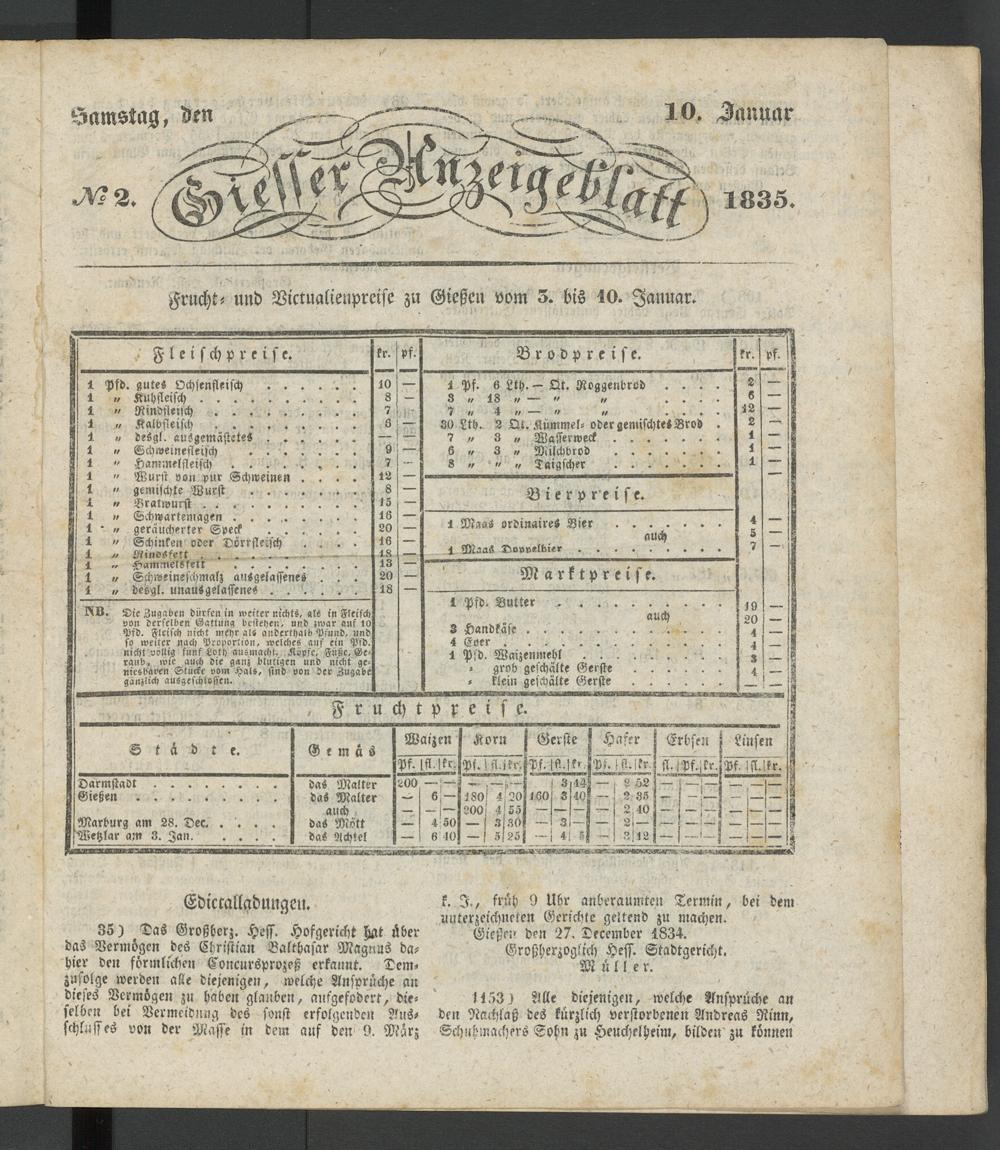 Samstag, den 10. Januar
№ 2. Giesser Anzeigeblatt 1835.
Frucht- und Victualienpreise zu Gießen vom 3. bis 10. Januar.
Fleischpreise. kr. pf.
1 Pfd. gutes Ochsenfleisch . . . . . . 10 —
1 „ Kuhfleisch . . . . . . . . 8 —
1 „ Rindfleisch . . . . . . . . 7
1 „ Kalbfleisch . . . . . . . . 6 —
1 „ desgl. ausgemästetes . . . . . . — —
1 „ Schweinefleisch . . . . . . . 9 —
1 „ Hammelfleisch . . . . . . . 7 —
1 „ Wurst von pur Schweinen . . . . 12 —
1 „ gemischte Wurst . . . . . . . 8 —
1 „ Bratwurst . . . . . . . . 15 —
1 „ Schwartemagen . . . . . . . 16 —
1 „ geräucherter Speck . . . . . . 20 —
1 „ Schinken oder Dörrfleisch . . . . 16 —
1 „ Rindsfett . . . . . . . . 18 —
1 „ Hammelsfett . . . . . . . . 13 —
1 „ Schweineschmalz ausgelassenes . . . 20 —
1 „ desgl. unausgelassenes . . . . . 18 —
NB. Die Zugaben dürfen in weiter nichts, als in Fleisch
von derselben Gattung bestehen, und zwar auf 10
Pfd. Fleisch nicht mehr als anderthalb Pfund, und
so weiter nach Proportion, welches auf ein Pfd.
nicht völlig fünf Loth ausmacht. Köpfe, Füße, Ge-
raub, wie auch die ganz blutigen und nicht ge-
niesbaren Stücke vom Hals, sind von der Zugabe
gänzlich ausgeschlossen.
Brodpreise. kr. pf.
1 Pf. 6 Lth. — Qt. Roggenbrod . . . . 2 —
3 „ 18 „ — „ „ . . . . 6 —
7 „ 4 „ — „ „ . . . . 12 —
30 Lth. 2 Qt. Kümmel- oder gemischtes Brod . 2 —
7 „ 3 „ Wasserweck . . . . . . 1 —
6 „ 3 „ Milchbrod . . . . . . 1 —
8 „ „ „ Taigscher . . . . . . 1 —
Bierpreise.
1 Maas ordinaires Bier . . . . . . 4 —
auch 5 —
1 Maas Doppelbier . . . . . . . . 7 —
Marktpreise.
1 Pfd. Butter . . . . . . . . . 19 —
auch 20 —
3 Handkäse . . . . . . . . . . 4 —
4 Eyer . . . . . . . . . . . 4 —
1 Pfd. Waizenmehl . . . . . . . . 3 —
„ grob geschälte Gerste . . . . . 4 —
„ klein geschälte Gerste . . . . . — —
Fruchtpreise.
Städte. Gemäs Waizen Korn Gerste Hafer Erbsen Linsen
Pf. fl. kr. Pf. fl. kr. Pf. fl. kr. Pf. fl. kr. fl. Pf. kr. Pf. fl. kr.
Darmstadt . . . . . . . . das Malter 200 — — — — — 3 14 — 2 52 — — — — — —
Gießen . . . . . . . . . das Malter — 6 — 180 4 20 160 3 40 — 2 35 — — — — — —
auch 200 4 55 — 2 40 — — — — — —
Marburg am 28. Dec. . . . . . das Mött — 4 50 — 3 30 — 3 — — 2 — — — — — — —
Wetzlar am 3. Jan. . . . . das Achtel — 6 40 — 5 25 — 4 5 — 3 12 — — — — — —
Edictalladungen.
35) Das Großherz. Hess. Hofgericht hat über
das Vermögen des Christian Balthasar Magnus da-
hier den förmlichen Concursprozeß erkannt. Dem-
zufolge werden alle diejenigen, welche Ansprüche an
dieses Vermögen zu haben glauben, aufgefodert, die-
selben bei Vermeidung des sonst erfolgenden Aus-
schlusses von der Masse in dem auf den 9. März
k. J., früh 9 Uhr anberaumten Termin, bei dem
unterzeichneten Gerichte geltend zu machen.
Gießen den 27. December 1834.
Großherzoglich Hess. Stadtgericht.
Müller.
1153) Alle diejenigen, welche Ansprüche an
den Nachlaß des kürzlich verstorbenen Andreas Rinn,
Schuhmachers Sohn zu Heuchelheim, bilden zu können